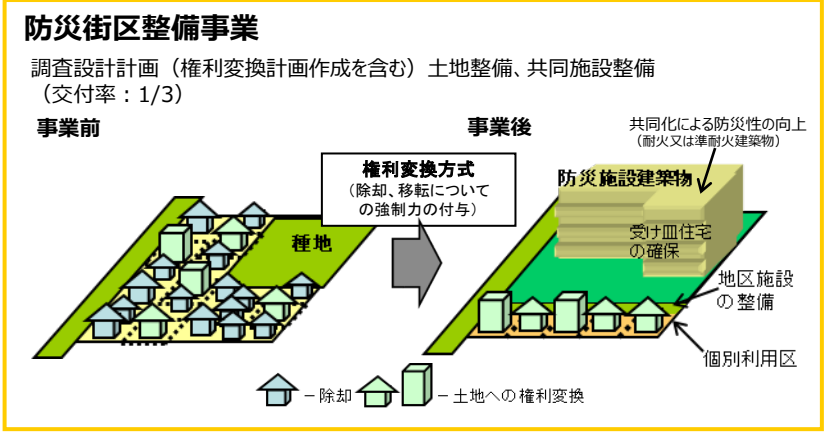 防災街区整備事業
調査設計計画（権利変換計画作成を含む）土地整備、共同施設整備
（交付率：1/3）
事業前
事業後
共同化による防災性の向上
（耐火又は準耐火建築物）
権利変換方式
（除却、移転について
の強制力の付与）
防災施設建築物
種地
受け皿住宅
の確保
地区施設
の整備
個別利用区
－除却
－土地への権利変換